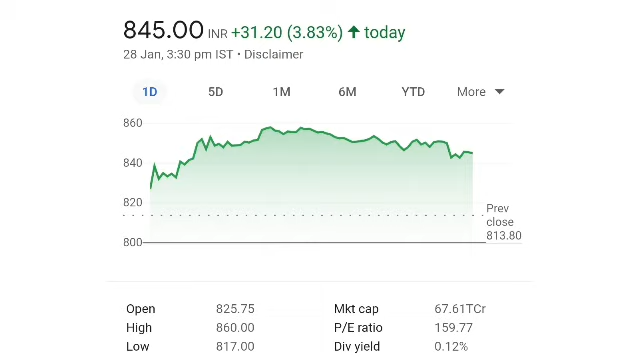 845.00 INR +31.20 (3.83%) ↑ today
28 Jan, 3:30 pm IST • Disclaimer
1D 5D 1M 6M YTD More
860
840
820
800
Prev
close
813.80
Open 825.75 Mkt cap 67.61TCr
High 860.00 P/E ratio 159.77
Low 817.00 Div yield 0.12%